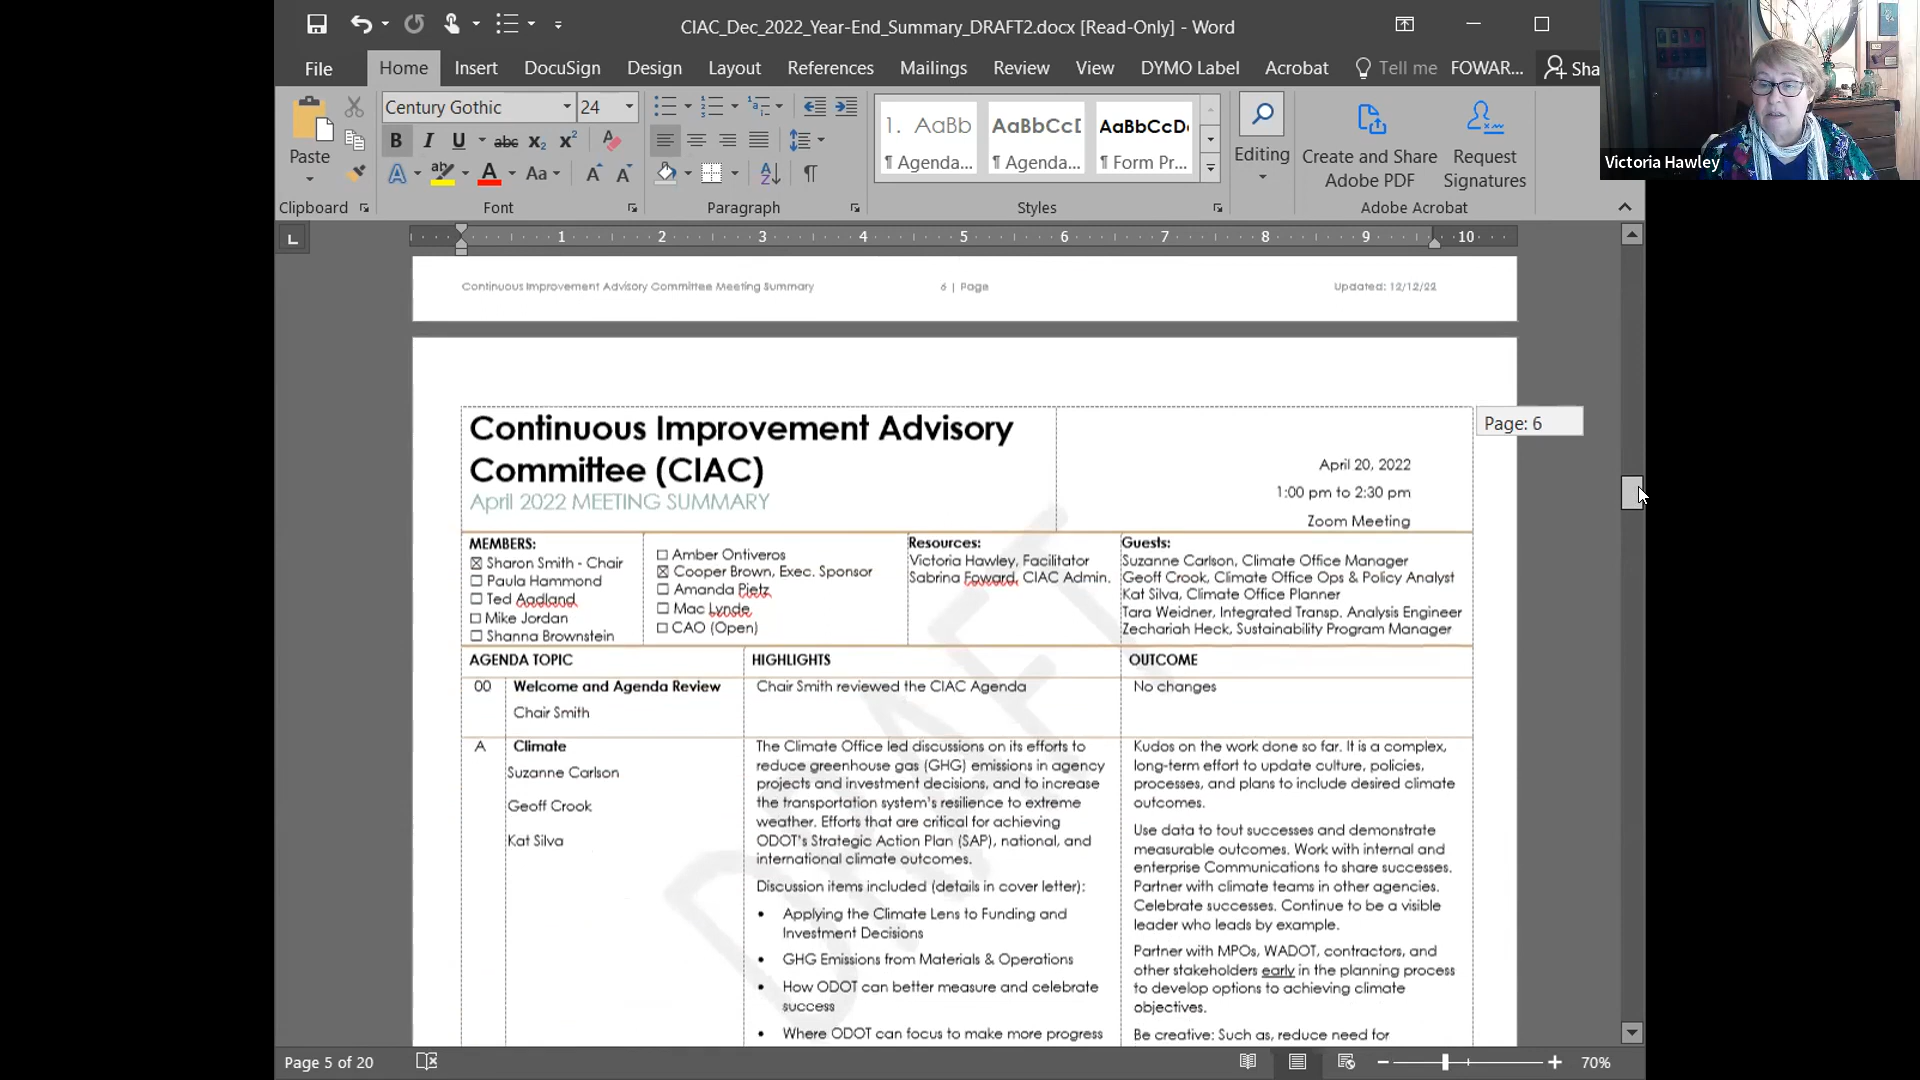 CIAC_Dec_2022_Year-End_Summary_DRAFT2.docx [Read-Only] - Word
File Home Insert DocuSign Design Layout References Mailings Review View DYMO Label Acrobat Tell me FOWAR... Sha
Century Gothic 24
Paste
B I U abc X₂ X²
A ab A Aa A A
1. AaBb AaBbCcD AaBbCcD
¶ Agenda... ¶ Agenda... ¶ Form Pr...
Editing
Create and Share Adobe PDF
Request Signatures
Clipboard Font Paragraph Styles Adobe Acrobat
Victoria Hawley
L 1 2 3 4 5 6 7 8 9 10
Continuous Improvement Advisory Committee Meeting Summary 6 | Page Updated: 12/12/22
Page: 6
Continuous Improvement Advisory
Committee (CIAC)
April 2022 MEETING SUMMARY
April 20, 2022
1:00 pm to 2:30 pm
Zoom Meeting
MEMBERS:
☒ Sharon Smith - Chair
☐ Paula Hammond
☐ Ted Aadland
☐ Mike Jordan
☐ Shanna Brownstein
☐ Amber Ontiveros
☒ Cooper Brown, Exec. Sponsor
☐ Amanda Pietz
☐ Mac Lynde
☐ CAO (Open)
Resources:
Victoria Hawley, Facilitator
Sabrina Foward, CIAC Admin.
Guests:
Suzanne Carlson, Climate Office Manager
Geoff Crook, Climate Office Ops & Policy Analyst
Kat Silva, Climate Office Planner
Tara Weidner, Integrated Transp. Analysis Engineer
Zechariah Heck, Sustainability Program Manager
AGENDA TOPIC HIGHLIGHTS OUTCOME
00 Welcome and Agenda Review
Chair Smith
Chair Smith reviewed the CIAC Agenda
No changes
A Climate
Suzanne Carlson
Geoff Crook
Kat Silva
The Climate Office led discussions on its efforts to
reduce greenhouse gas (GHG) emissions in agency
projects and investment decisions, and to increase
the transportation system's resilience to extreme
weather. Efforts that are critical for achieving
ODOT's Strategic Action Plan (SAP), national, and
international climate outcomes.
Discussion items included (details in cover letter):
• Applying the Climate Lens to Funding and
Investment Decisions
• GHG Emissions from Materials & Operations
• How ODOT can better measure and celebrate
success
• Where ODOT can focus to make more progress
Kudos on the work done so far. It is a complex,
long-term effort to update culture, policies,
processes, and plans to include desired climate
outcomes.
Use data to tout successes and demonstrate
measurable outcomes. Work with internal and
enterprise Communications to share successes.
Partner with climate teams in other agencies.
Celebrate successes. Continue to be a visible
leader who leads by example.
Partner with MPOs, WADOT, contractors, and
other stakeholders early in the planning process
to develop options to achieving climate
objectives.
Be creative: Such as, reduce need for
DRAFT
Page 5 of 20 70%